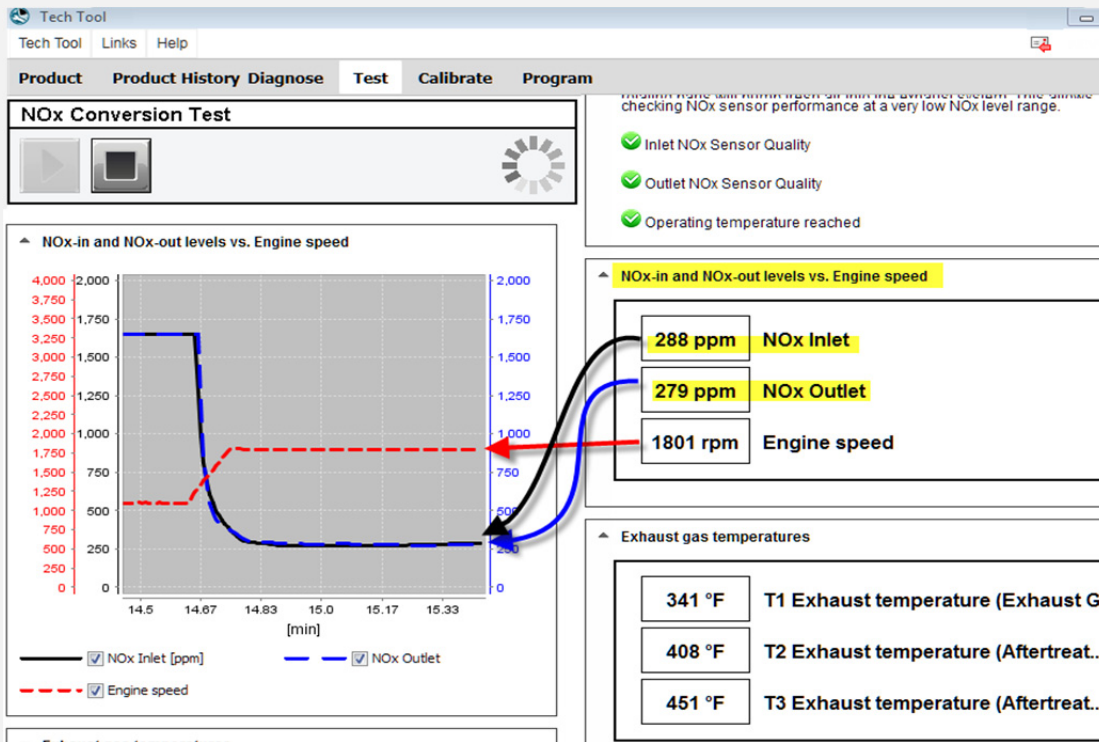 Tech Tool
Tech Tool Links Help
Product Product History Diagnose Test Calibrate Program
NOx Conversion Test
checking NOx sensor performance at a very low NOx level range.
Inlet NOx Sensor Quality
Outlet NOx Sensor Quality
Operating temperature reached
NOx-in and NOx-out levels vs. Engine speed
4,000 2,000 2,000
3,750
3,500 1,750 1,750
3,250
3,000 1,500 1,500
2,750
2,500 1,250 1,250
2,250
2,000 1,000 1,000
1,750
1,500 750 750
1,250
1,000 500 500
750
500 250 250
250
0 0 0
14.5 14.67 14.83 15.0 15.17 15.33
[min]
NOx Inlet [ppm] NOx Outlet
Engine speed
NOx-in and NOx-out levels vs. Engine speed
288 ppm NOx Inlet
279 ppm NOx Outlet
1801 rpm Engine speed
Exhaust gas temperatures
341 °F T1 Exhaust temperature (Exhaust G
408 °F T2 Exhaust temperature (Aftertreat..
451 °F T3 Exhaust temperature (Aftertreat..